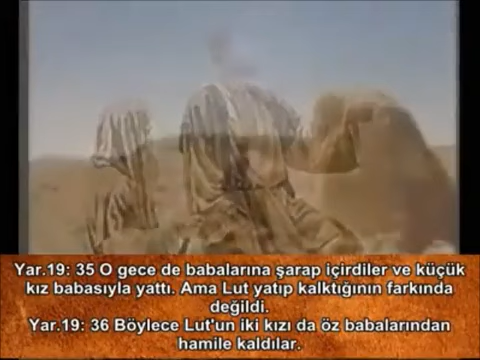 Yar.19: 35 O gece de babalarına şarap içirdiler ve küçük
kız babasıyla yattı. Ama Lut yatıp kalktığının farkında
değildi.
Yar.19: 36 Böylece Lut'un iki kızı da öz babalarından
hamile kaldılar.